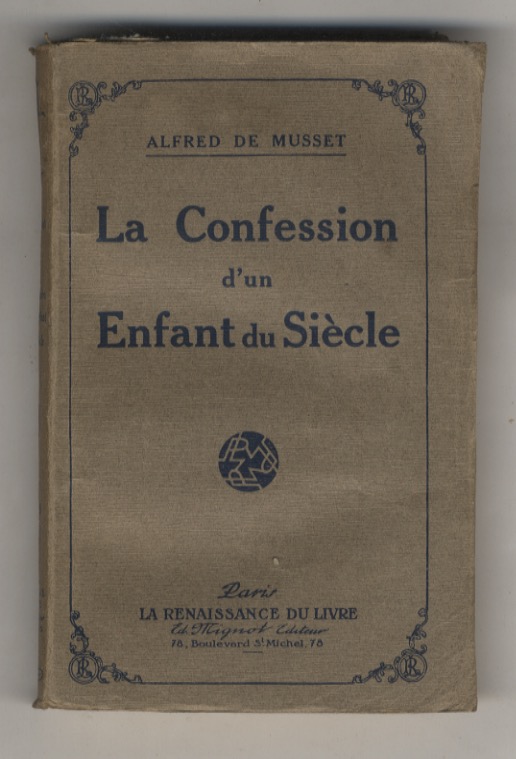 ALFRED DE MUSSET
La Confession
d'un
Enfant du Siècle
Paris
LA RENAISSANCE DU LIVRE
Ed. Mignot Editeur
78, Boulevard St Michel, 78